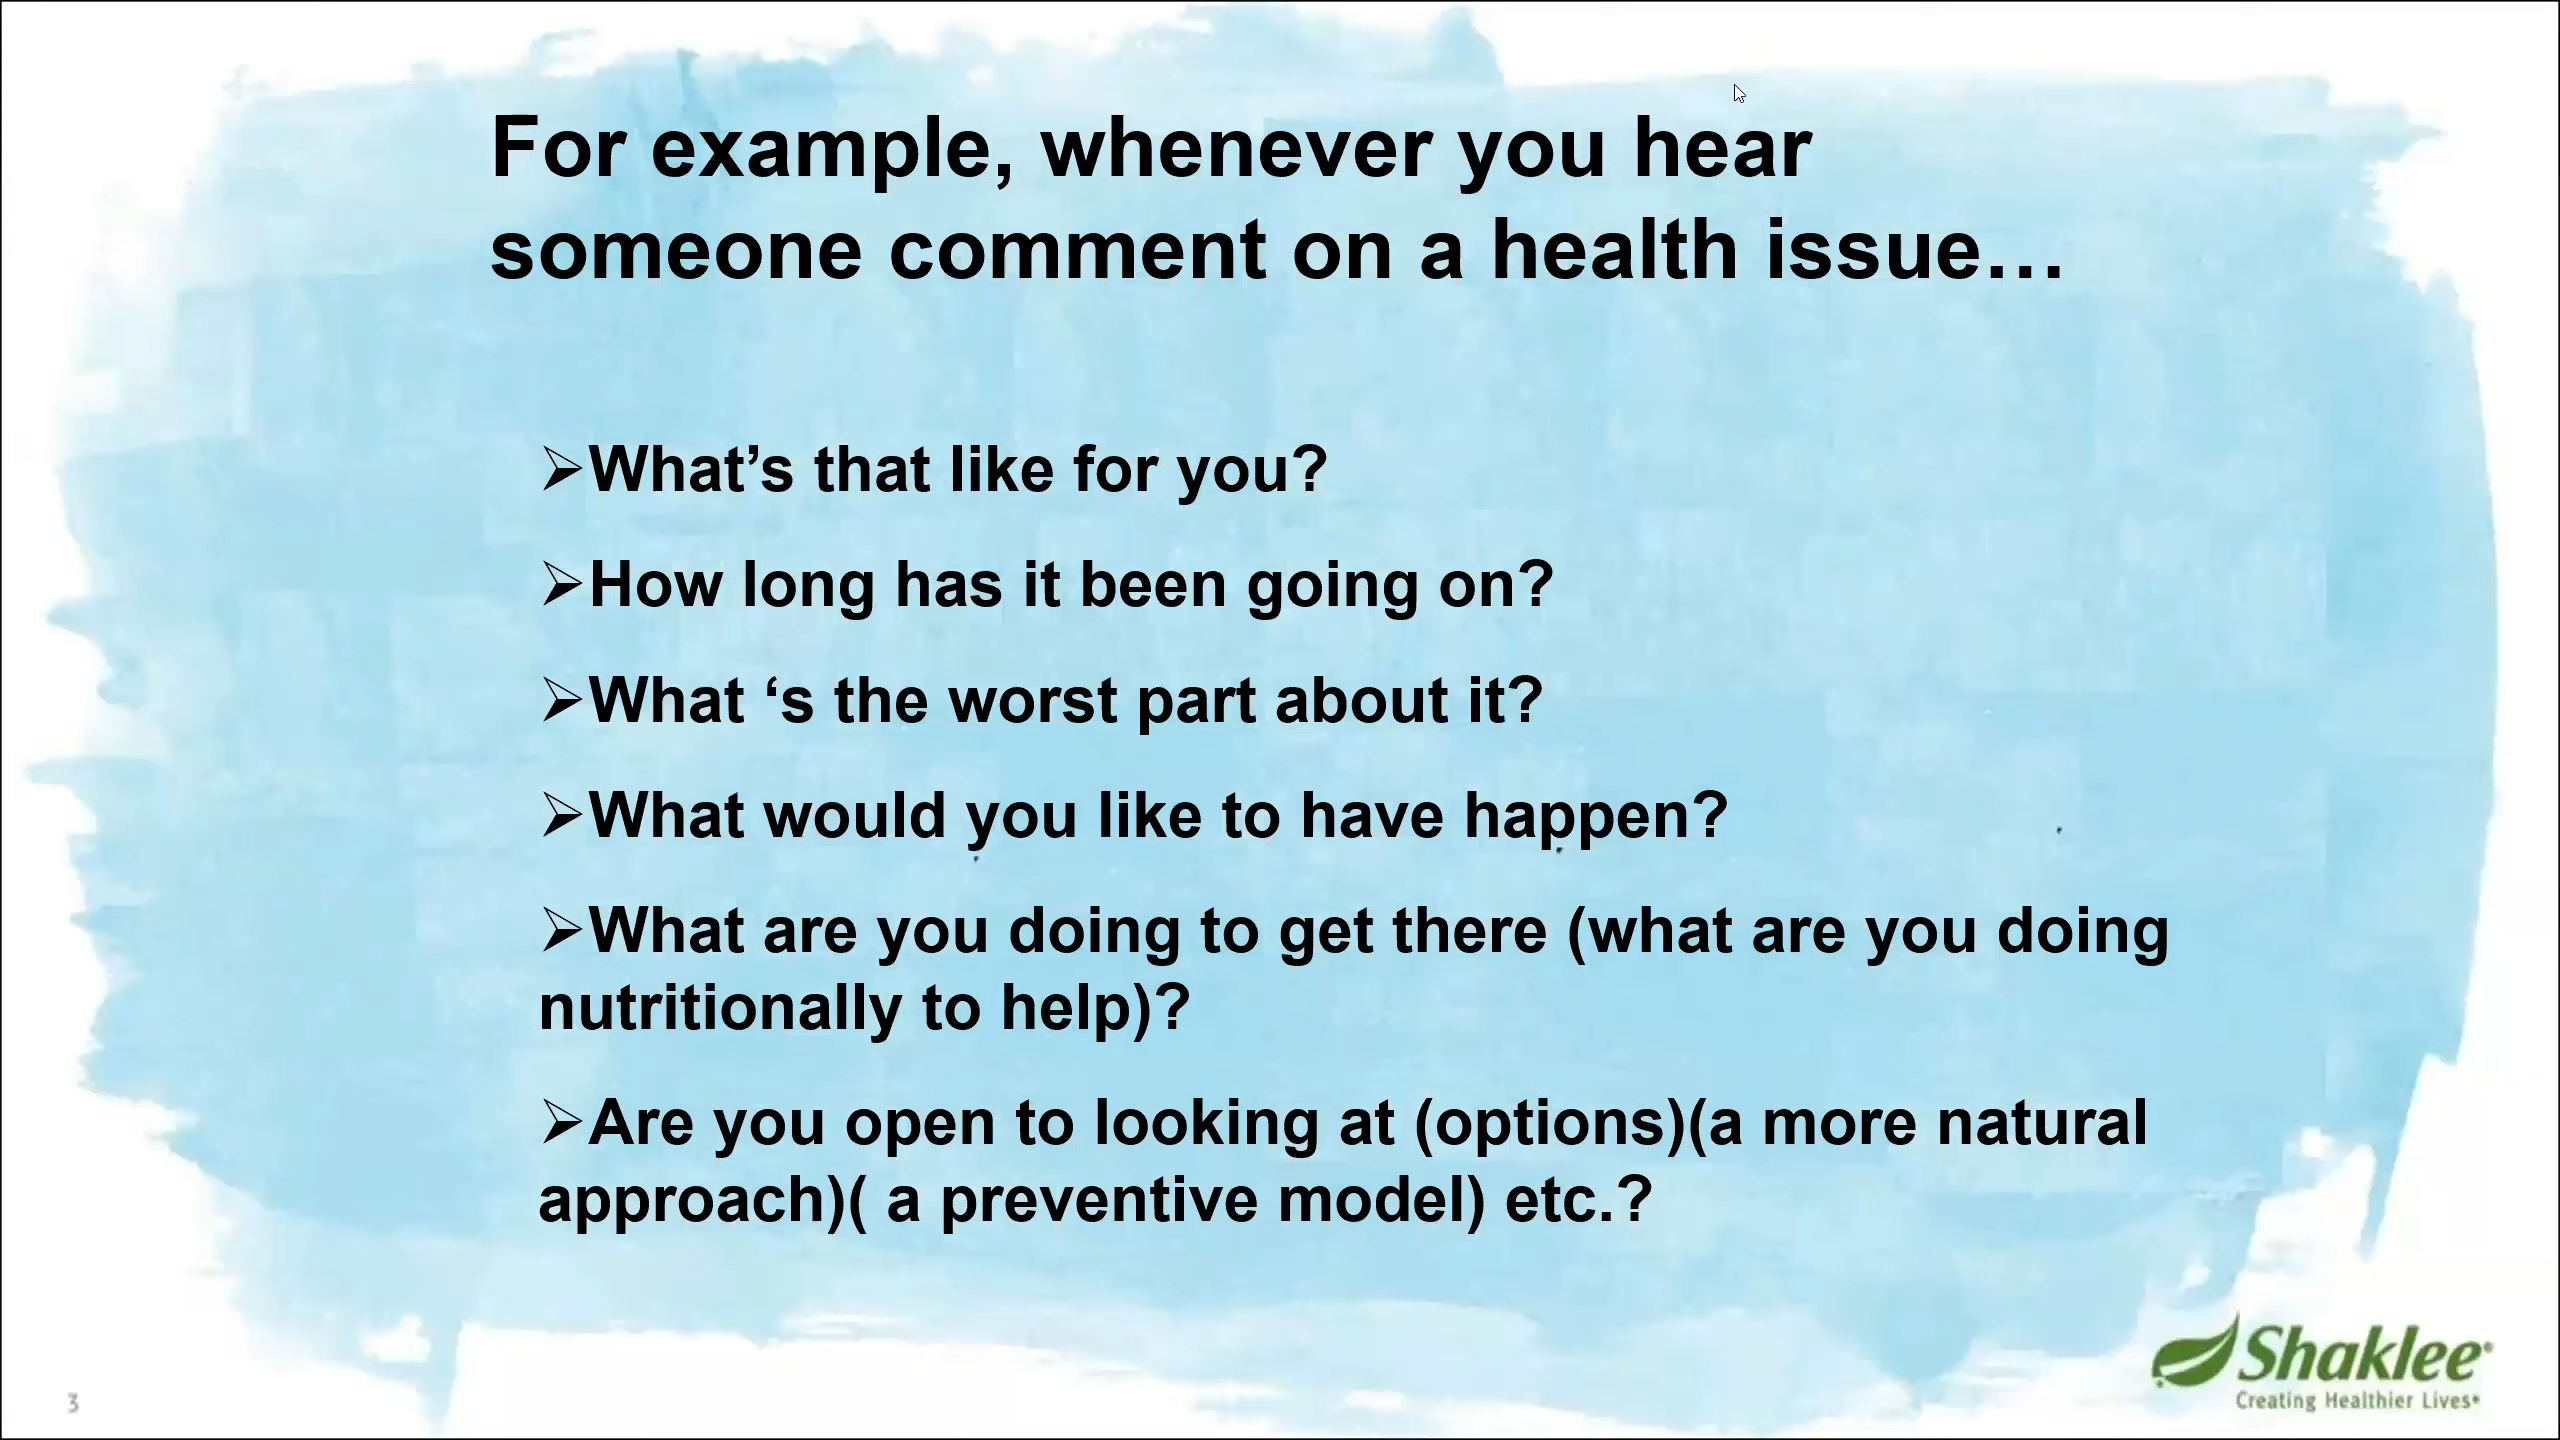 For example, whenever you hear
someone comment on a health issue…
➢What’s that like for you?
➢How long has it been going on?
➢What ‘s the worst part about it?
➢What would you like to have happen?
➢What are you doing to get there (what are you doing
nutritionally to help)?
➢Are you open to looking at (options)(a more natural
approach)( a preventive model) etc.?
Shaklee®
Creating Healthier Lives®
3